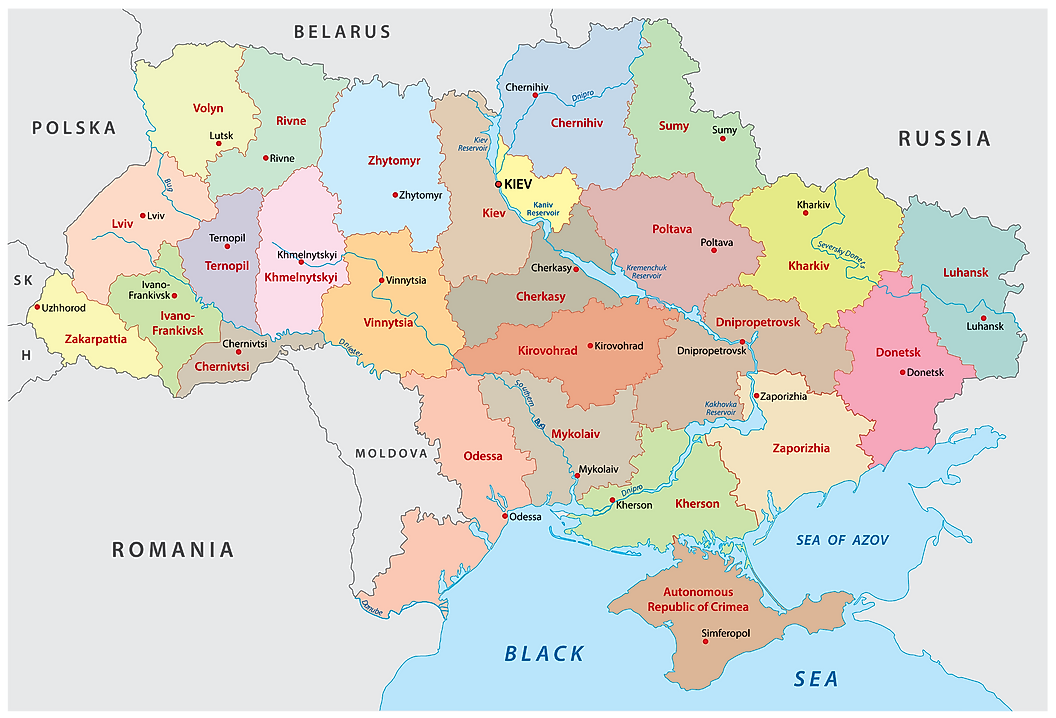 BELARUS
POLSKA
RUSSIA
SK
H
ROMANIA
MOLDOVA
Volyn
Lutsk
Rivne
Rivne
Zhytomyr
Zhytomyr
Kiev
Reservoir
KIEV
Kiev
Kaniv
Reservoir
Chernihiv
Dnipro
Chernihiv
Sumy
Sumy
Bug
Lviv
Lviv
Ternopil
Ternopil
Khmelnytskyi
Khmelnytskyi
Vinnytsia
Vinnytsia
Cherkasy
Cherkasy
Kremenchuk
Reservoir
Poltava
Poltava
Kharkiv
Seversky Donets
Kharkiv
Luhansk
Luhansk
Uzhhorod
Zakarpattia
Ivano-
Frankivsk
Ivano-
Frankivsk
Chernivtsi
Chernivtsi
Dniester
Kirovohrad
Kirovohrad
Dnipropetrovsk
Dnipropetrovsk
Donetsk
Donetsk
Zaporizhia
Zaporizhia
Kakhovka
Reservoir
Southern
Bug
Mykolaiv
Mykolaiv
Odessa
Odessa
Dnipro
Kherson
Kherson
Danube
SEA OF AZOV
Autonomous
Republic of Crimea
Simferopol
BLACK
SEA